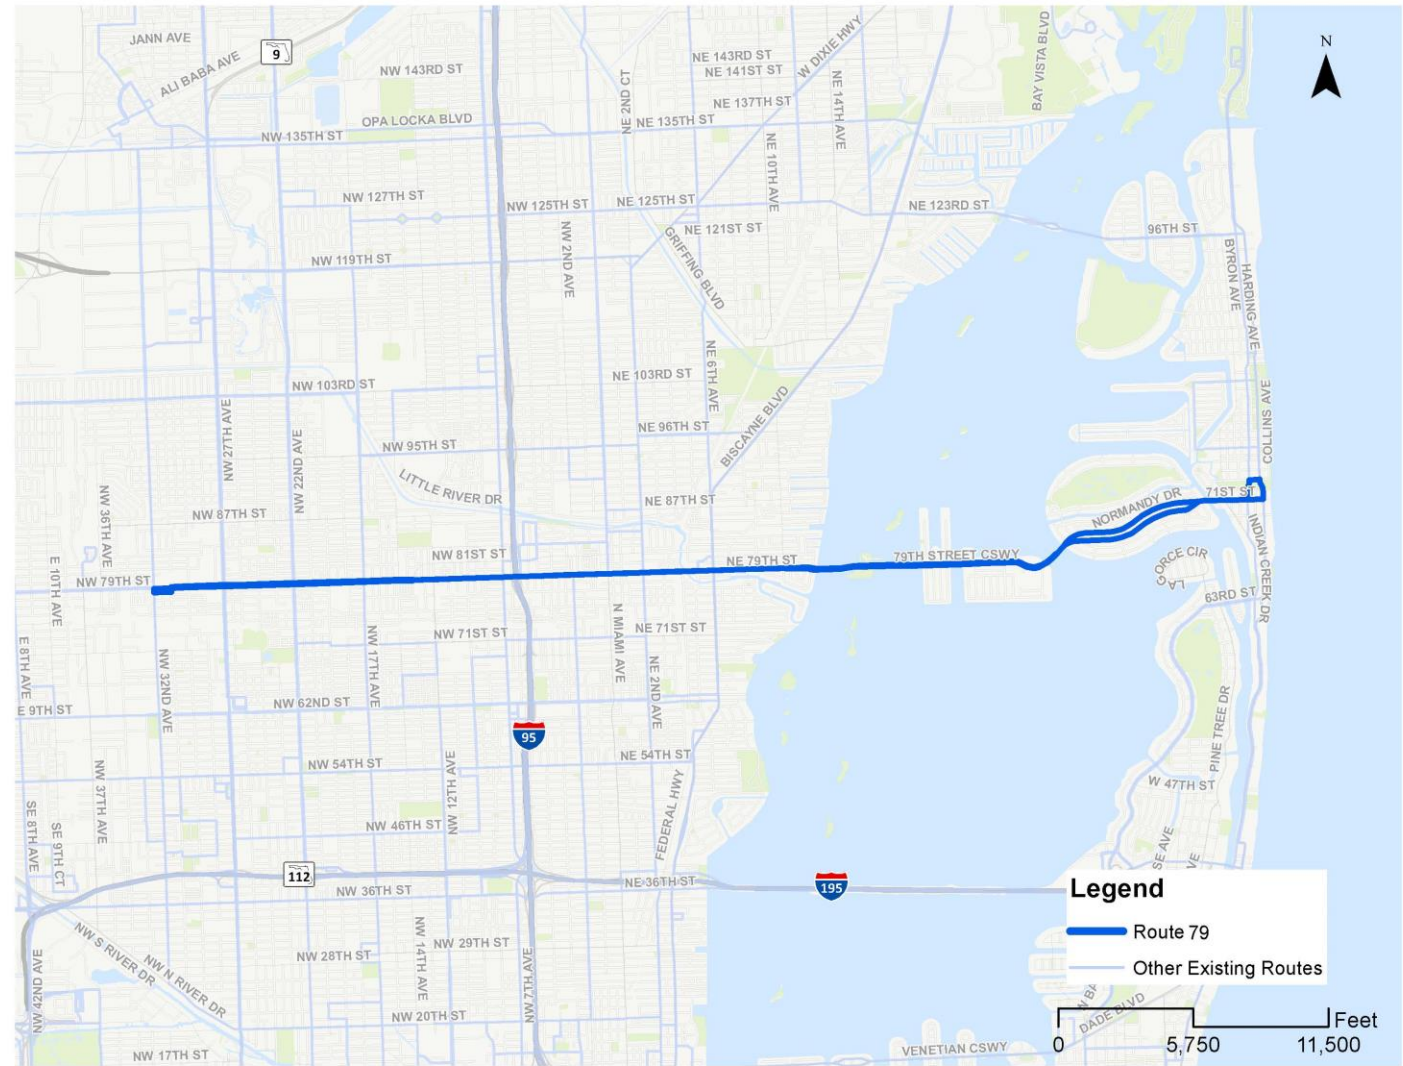 JANN AVE
9
ALI BABA AVE
NW 143RD ST
NE 143RD ST
NE 141ST ST
W DIXIE HWY
BAY VISTA BLVD
N
NE 2ND CT
NE 14TH AVE
NE 137TH ST
OPA LOCKA BLVD
NE 135TH ST
NW 135TH ST
NE 10TH AVE
NW 127TH ST
NW 125TH ST
NE 125TH ST
NE 123RD ST
NE 121ST ST
96TH ST
NW 2ND AVE
GRIFFING BLVD
NW 119TH ST
BYRON AVE
HARDING AVE
NE 6TH AVE
NW 103RD ST
NE 103RD ST
COLLINS AVE
NW 27TH AVE
NW 22ND AVE
NE 96TH ST
BISCAYNE BLVD
NW 95TH ST
LITTLE RIVER DR
NW 36TH AVE
NE 87TH ST
NORMANDY DR
71ST ST
NW 87TH ST
INDIAN CREEK DR
E 10TH AVE
NW 81ST ST
NE 79TH ST
79TH STREET CSWY
LA GORCE CIR
NW 79TH ST
63RD ST
E 8TH AVE
NW 32ND AVE
NW 17TH AVE
NW 71ST ST
N MIAMI AVE
NE 71ST ST
NE 2ND AVE
E 9TH ST
NW 62ND ST
PINE TREE DR
95
NW 37TH AVE
NW 54TH ST
NW 12TH AVE
NE 54TH ST
FEDERAL HWY
W 47TH ST
SE 8TH AVE
SE 9TH CT
NW 46TH ST
SE AVE
VE
112
NW 36TH ST
NE 36TH ST
195
Legend
Route 79
Other Existing Routes
NW 42ND AVE
NW S RIVER DR
NW N RIVER DR
NW 28TH ST
NW 14TH AVE
NW 29TH ST
NW 7TH AVE
N BA
DADE BLVD
NW 20TH ST
NW 17TH ST
VENETIAN CSWY
Feet
0 5,750 11,500